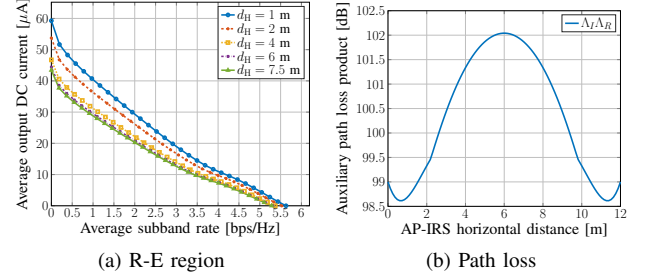 Average output DC current [μA]
60
50
40
30
20
10
0
0 0.5 1 1.5 2 2.5 3 3.5 4 4.5 5 5.5 6
Average subband rate [bps/Hz]
d_H = 1 m
d_H = 2 m
d_H = 4 m
d_H = 6 m
d_H = 7.5 m
(a) R-E region
Auxiliary path loss product [dB]
102.5
102
101.5
101
100.5
100
99.5
99
98.5
0 2 4 6 8 10 12
AP-IRS horizontal distance [m]
Λ_IΛ_R
(b) Path loss